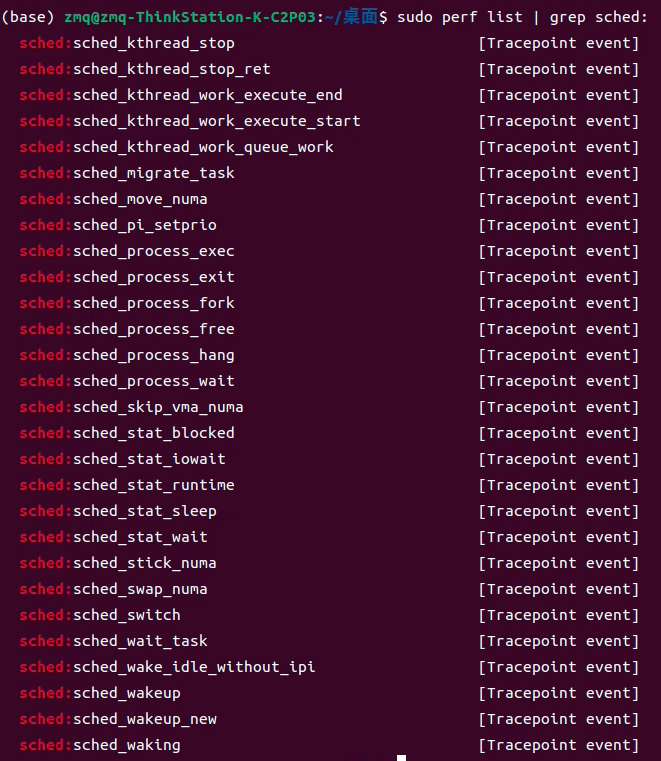 (base) zmq@zmq-ThinkStation-K-C2P03:~/桌面$ sudo perf list | grep sched:
sched:sched_kthread_stop [Tracepoint event]
sched:sched_kthread_stop_ret [Tracepoint event]
sched:sched_kthread_work_execute_end [Tracepoint event]
sched:sched_kthread_work_execute_start [Tracepoint event]
sched:sched_kthread_work_queue_work [Tracepoint event]
sched:sched_migrate_task [Tracepoint event]
sched:sched_move_numa [Tracepoint event]
sched:sched_pi_setprio [Tracepoint event]
sched:sched_process_exec [Tracepoint event]
sched:sched_process_exit [Tracepoint event]
sched:sched_process_fork [Tracepoint event]
sched:sched_process_free [Tracepoint event]
sched:sched_process_hang [Tracepoint event]
sched:sched_process_wait [Tracepoint event]
sched:sched_skip_vma_numa [Tracepoint event]
sched:sched_stat_blocked [Tracepoint event]
sched:sched_stat_iowait [Tracepoint event]
sched:sched_stat_runtime [Tracepoint event]
sched:sched_stat_sleep [Tracepoint event]
sched:sched_stat_wait [Tracepoint event]
sched:sched_stick_numa [Tracepoint event]
sched:sched_swap_numa [Tracepoint event]
sched:sched_switch [Tracepoint event]
sched:sched_wait_task [Tracepoint event]
sched:sched_wake_idle_without_ipi [Tracepoint event]
sched:sched_wakeup [Tracepoint event]
sched:sched_wakeup_new [Tracepoint event]
sched:sched_waking [Tracepoint event]